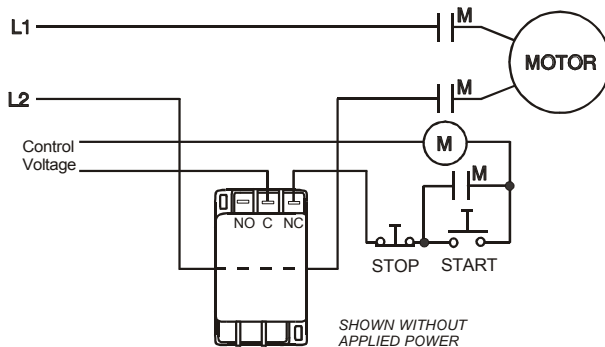 L1
M
MOTOR
L2
M
Control
Voltage
M
M
NO C NC
STOP START
SHOWN WITHOUT
APPLIED POWER